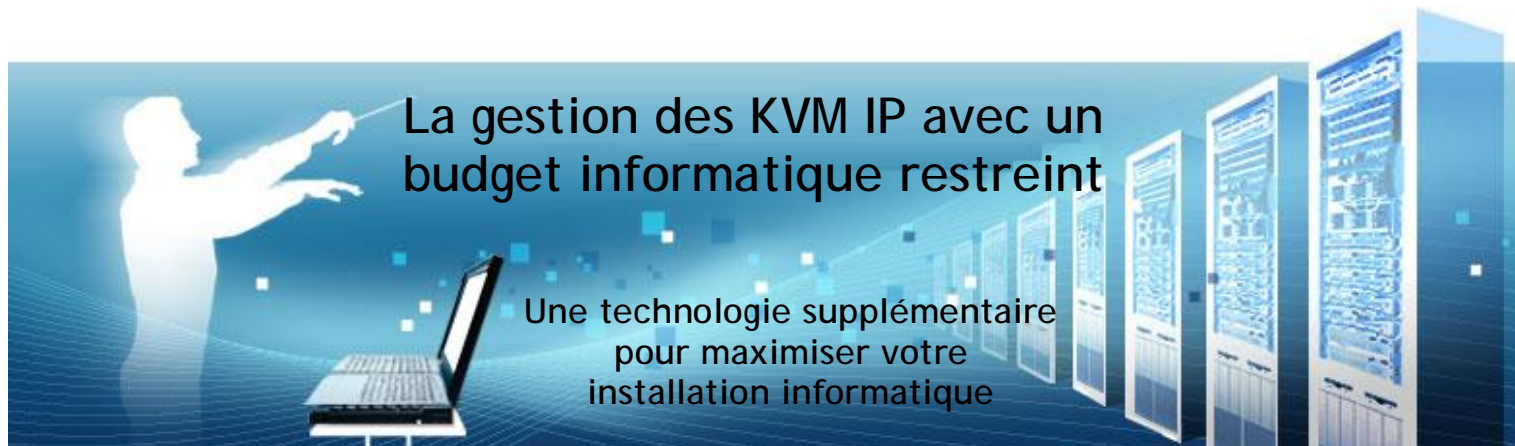 La gestion des KVM IP avec un
budget informatique restreint
Une technologie supplémentaire
pour maximiser votre
installation informatique